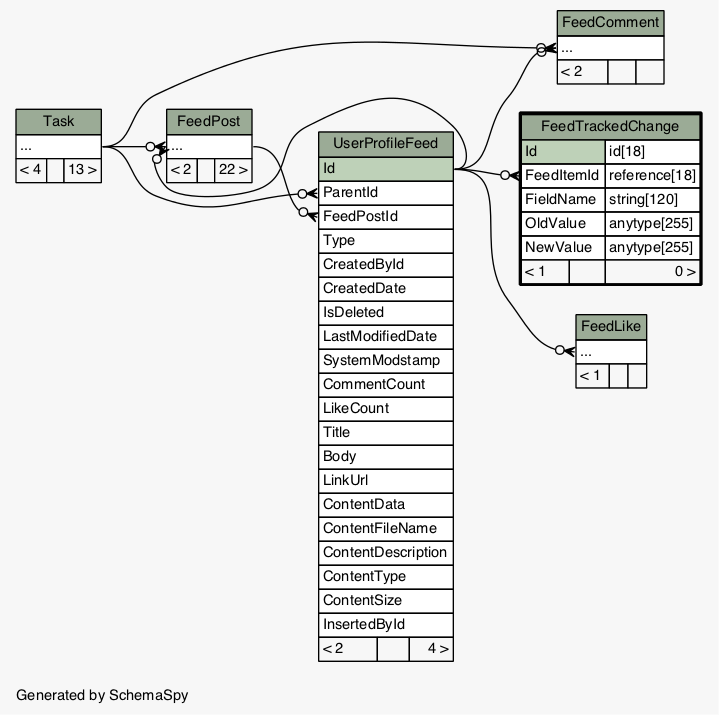 FeedComment
...
< 2
Task
...
< 4 13 >
FeedPost
...
< 2 22 >
UserProfileFeed
Id
ParentId
FeedPostId
Type
CreatedById
CreatedDate
IsDeleted
LastModifiedDate
SystemModstamp
CommentCount
LikeCount
Title
Body
LinkUrl
ContentData
ContentFileName
ContentDescription
ContentType
ContentSize
InsertedById
< 2 4 >
FeedTrackedChange
Id id[18]
FeedItemId reference[18]
FieldName string[120]
OldValue anytype[255]
NewValue anytype[255]
< 1 0 >
FeedLike
...
< 1
Generated by SchemaSpy